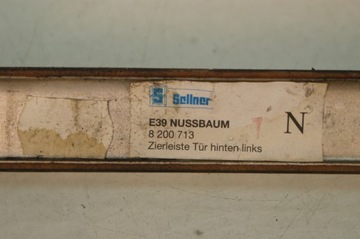 S Sellner
E39 NUSSBAUM
8 200 713
Zierleiste Tür hinten links
N